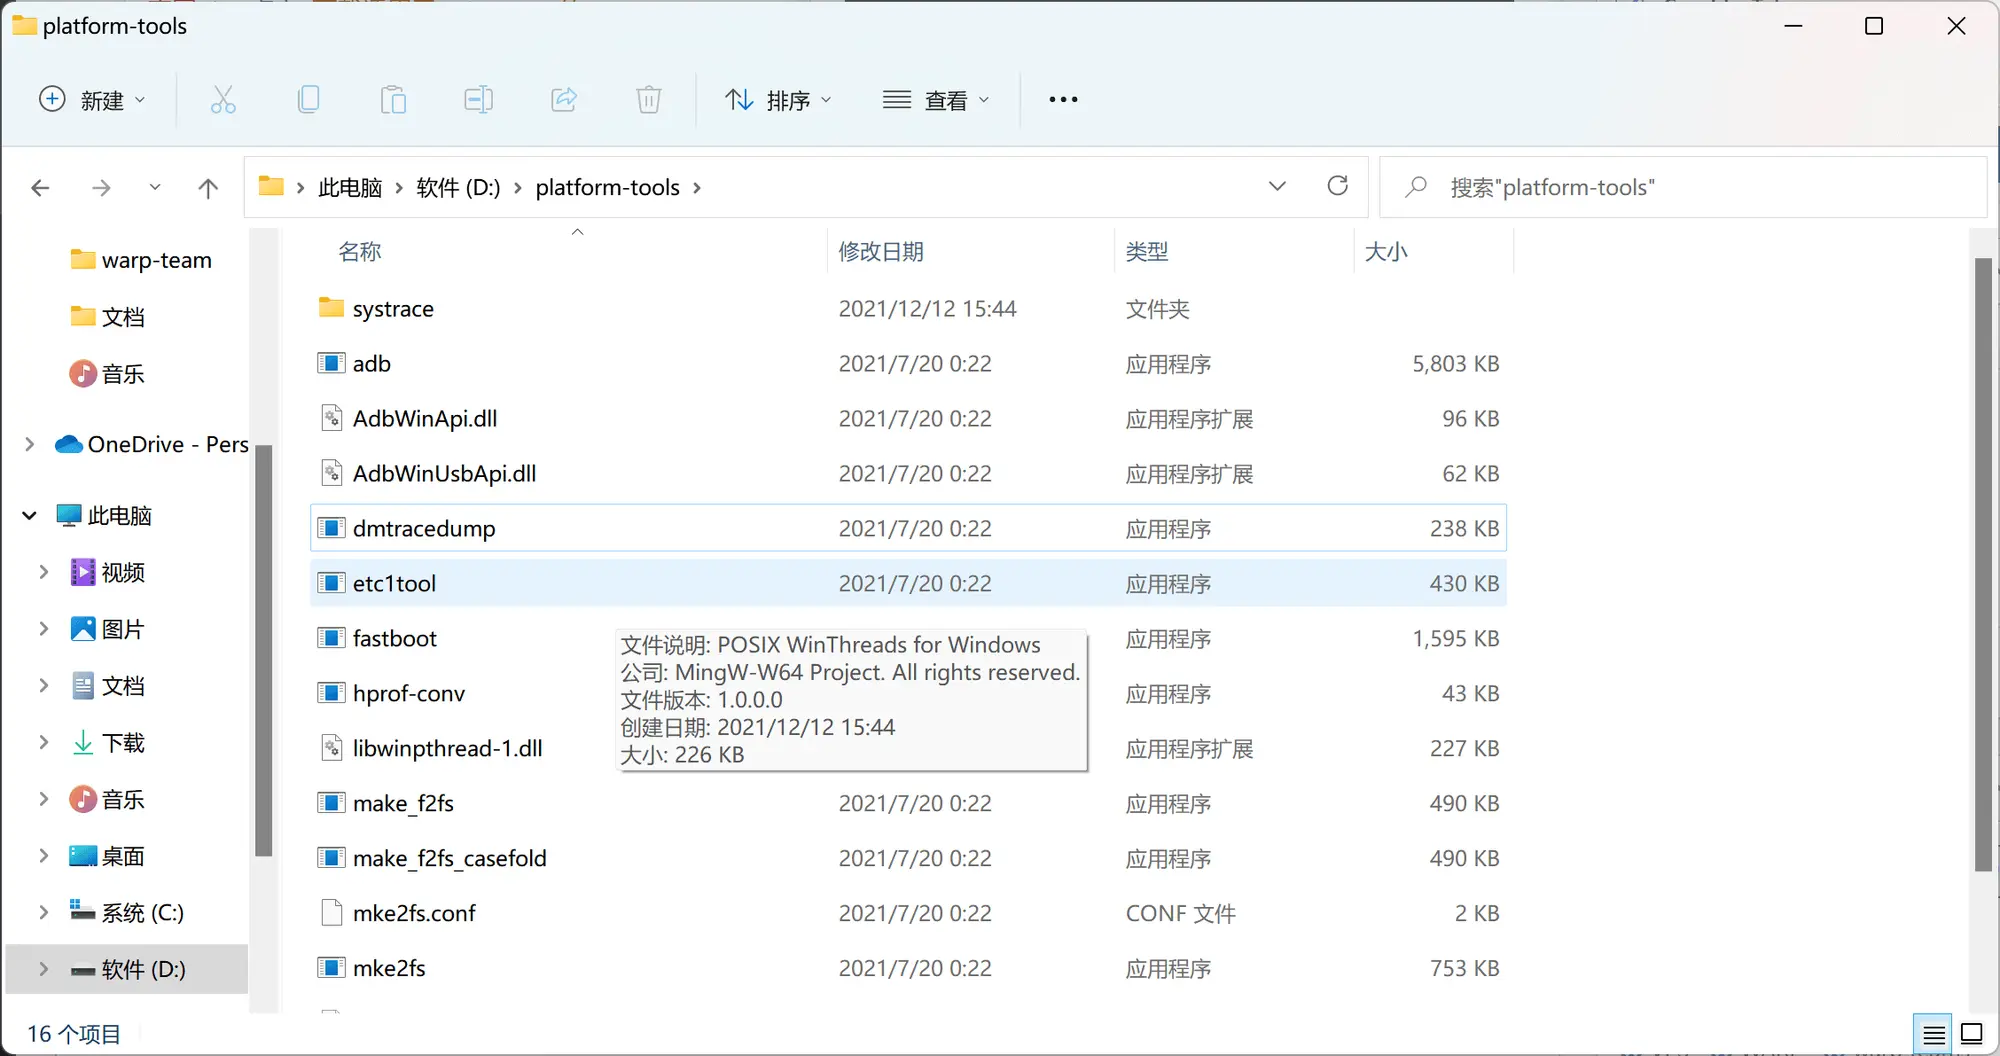 platform-tools
新建
排序
查看
此电脑
软件 (D:)
platform-tools
搜索"platform-tools"
warp-team
文档
音乐
OneDrive - Pers
此电脑
视频
图片
文档
下载
音乐
桌面
系统 (C:)
软件 (D:)
名称 修改日期 类型 大小
systrace 2021/12/12 15:44 文件夹
adb 2021/7/20 0:22 应用程序 5,803 KB
AdbWinApi.dll 2021/7/20 0:22 应用程序扩展 96 KB
AdbWinUsbApi.dll 2021/7/20 0:22 应用程序扩展 62 KB
dmtracedump 2021/7/20 0:22 应用程序 238 KB
etc1tool 2021/7/20 0:22 应用程序 430 KB
fastboot 应用程序 1,595 KB
hprof-conv 应用程序 43 KB
libwinpthread-1.dll 应用程序扩展 227 KB
文件说明: POSIX WinThreads for Windows
公司: MingW-W64 Project. All rights reserved.
文件版本: 1.0.0.0
创建日期: 2021/12/12 15:44
大小: 226 KB
make_f2fs 2021/7/20 0:22 应用程序 490 KB
make_f2fs_casefold 2021/7/20 0:22 应用程序 490 KB
mke2fs.conf 2021/7/20 0:22 CONF 文件 2 KB
mke2fs 2021/7/20 0:22 应用程序 753 KB
16 个项目